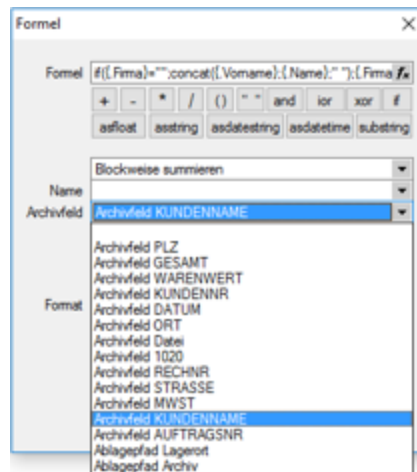 Formel
Formel if({.Firma}="";concat({.Vorname};{.Name};" ");{.Firma fx
+ - * / () " " and ior xor if
asfloat asstring asdatestring asdatetime substring
Blockweise summieren
Name
Archivfeld Archivfeld KUNDENNAME
Archivfeld PLZ
Archivfeld GESAMT
Archivfeld WARENWERT
Archivfeld KUNDENNR
Format Archivfeld DATUM
Archivfeld ORT
Archivfeld Datei
Archivfeld 1020
Archivfeld RECHNR
Archivfeld STRASSE
Archivfeld MWST
Archivfeld KUNDENNAME
Archivfeld AUFTRAGSNR
Ablagepfad Lagerort
Ablagepfad Archiv